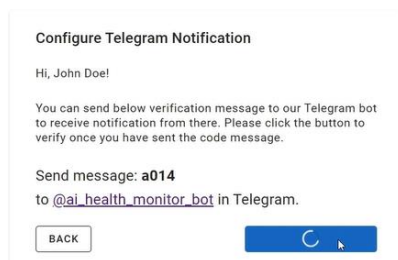 Configure Telegram Notification
Hi, John Doe!
You can send below verification message to our Telegram bot
to receive notification from there. Please click the button to
verify once you have sent the code message.
Send message: a014
to @ai_health_monitor_bot in Telegram.
BACK